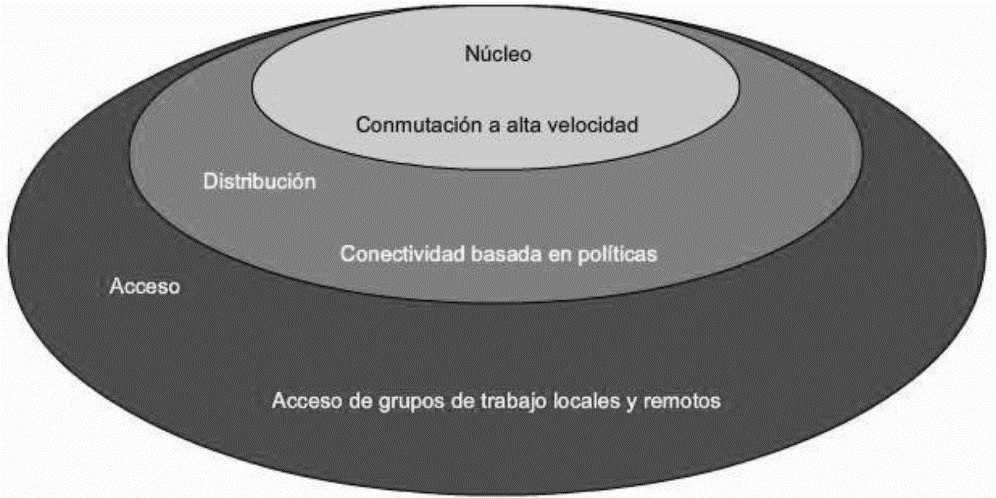 Núcleo
Conmutación a alta velocidad
Distribución
Conectividad basada en políticas
Acceso
Acceso de grupos de trabajo locales y remotos